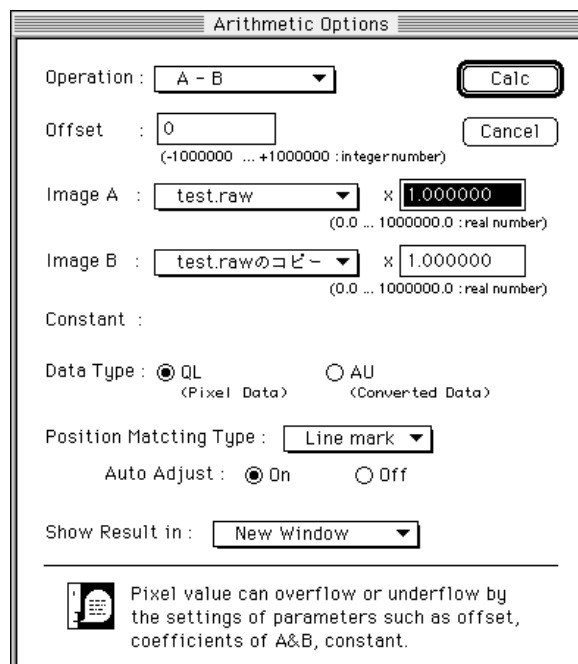 Arithmetic Options
Operation : A - B Calc
Offset : 0 Cancel
(-1000000 ... +1000000 : integer number)
Image A : test.raw x 1.000000
(0.0 ... 1000000.0 : real number)
Image B : test.rawのコピー x 1.000000
(0.0 ... 1000000.0 : real number)
Constant :
Data Type : QL AU
(Pixel Data) (Converted Data)
Position Matcting Type : Line mark
Auto Adjust : On Off
Show Result in : New Window
Pixel value can overflow or underflow by
the settings of parameters such as offset,
coefficients of A&B, constant.